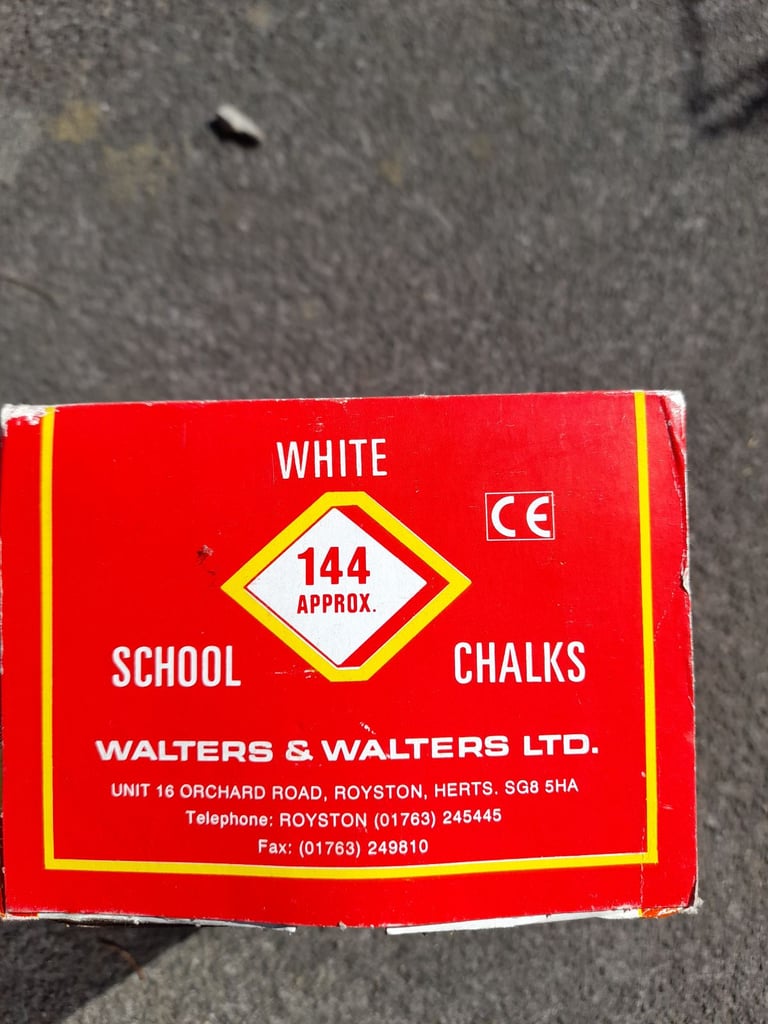 WHITE
CE
144
APPROX.
SCHOOL CHALKS
WALTERS & WALTERS LTD.
UNIT 16 ORCHARD ROAD, ROYSTON, HERTS. SG8 5HA
Telephone: ROYSTON (01763) 245445
Fax: (01763) 249810